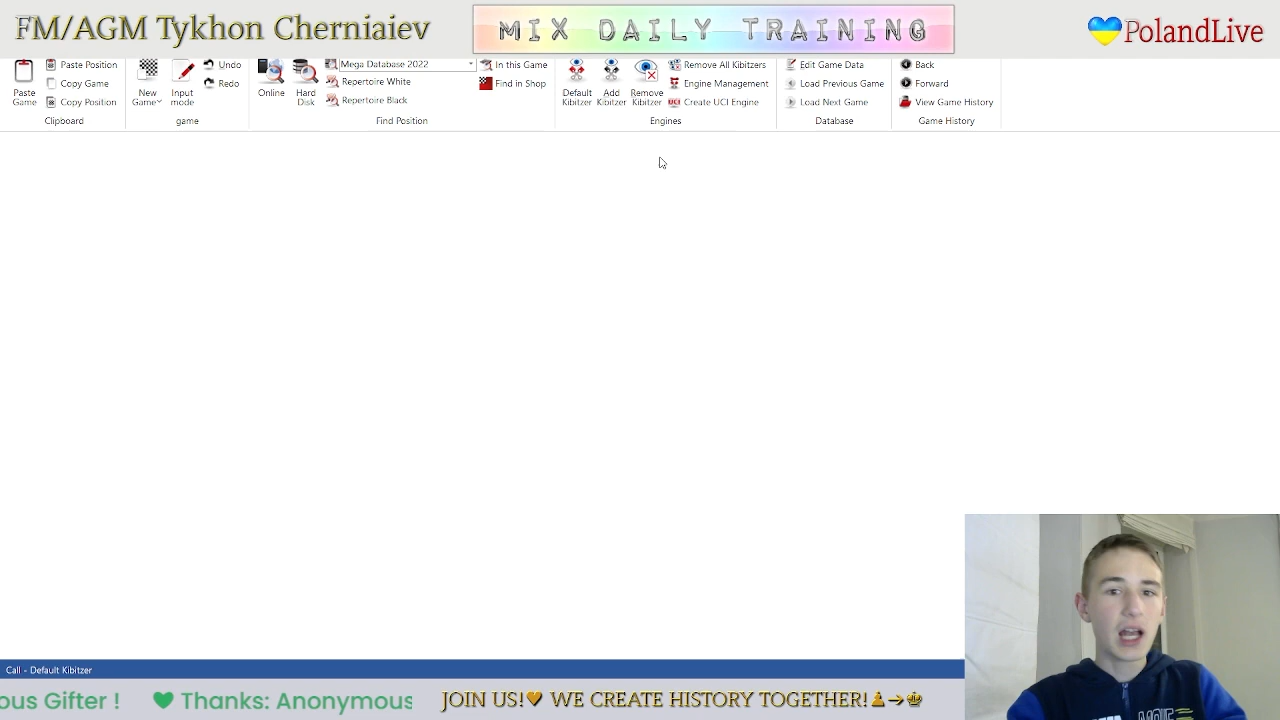 FM/AGM Tykhon Cherniaiev
MIX DAILY TRAINING
PolandLive
Paste Game
Paste Position
Copy Game
Copy Position
Clipboard
New Game
Input mode
Undo
Redo
game
Online
Hard Disk
Mega Database 2022
Repertoire White
Repertoire Black
In this Game
Find in Shop
Find Position
Default Kibitzer
Add Kibitzer
Remove Kibitzer
Remove All Kibitzers
Engine Management
UCI Create UCI Engine
Engines
Edit Game Data
Load Previous Game
Load Next Game
Database
Back
Forward
View Game History
Game History
Call - Default Kibitzer
ous Gifter ! Thanks: Anonymous
JOIN US!🧡 WE CREATE HISTORY TOGETHER!♟→♚